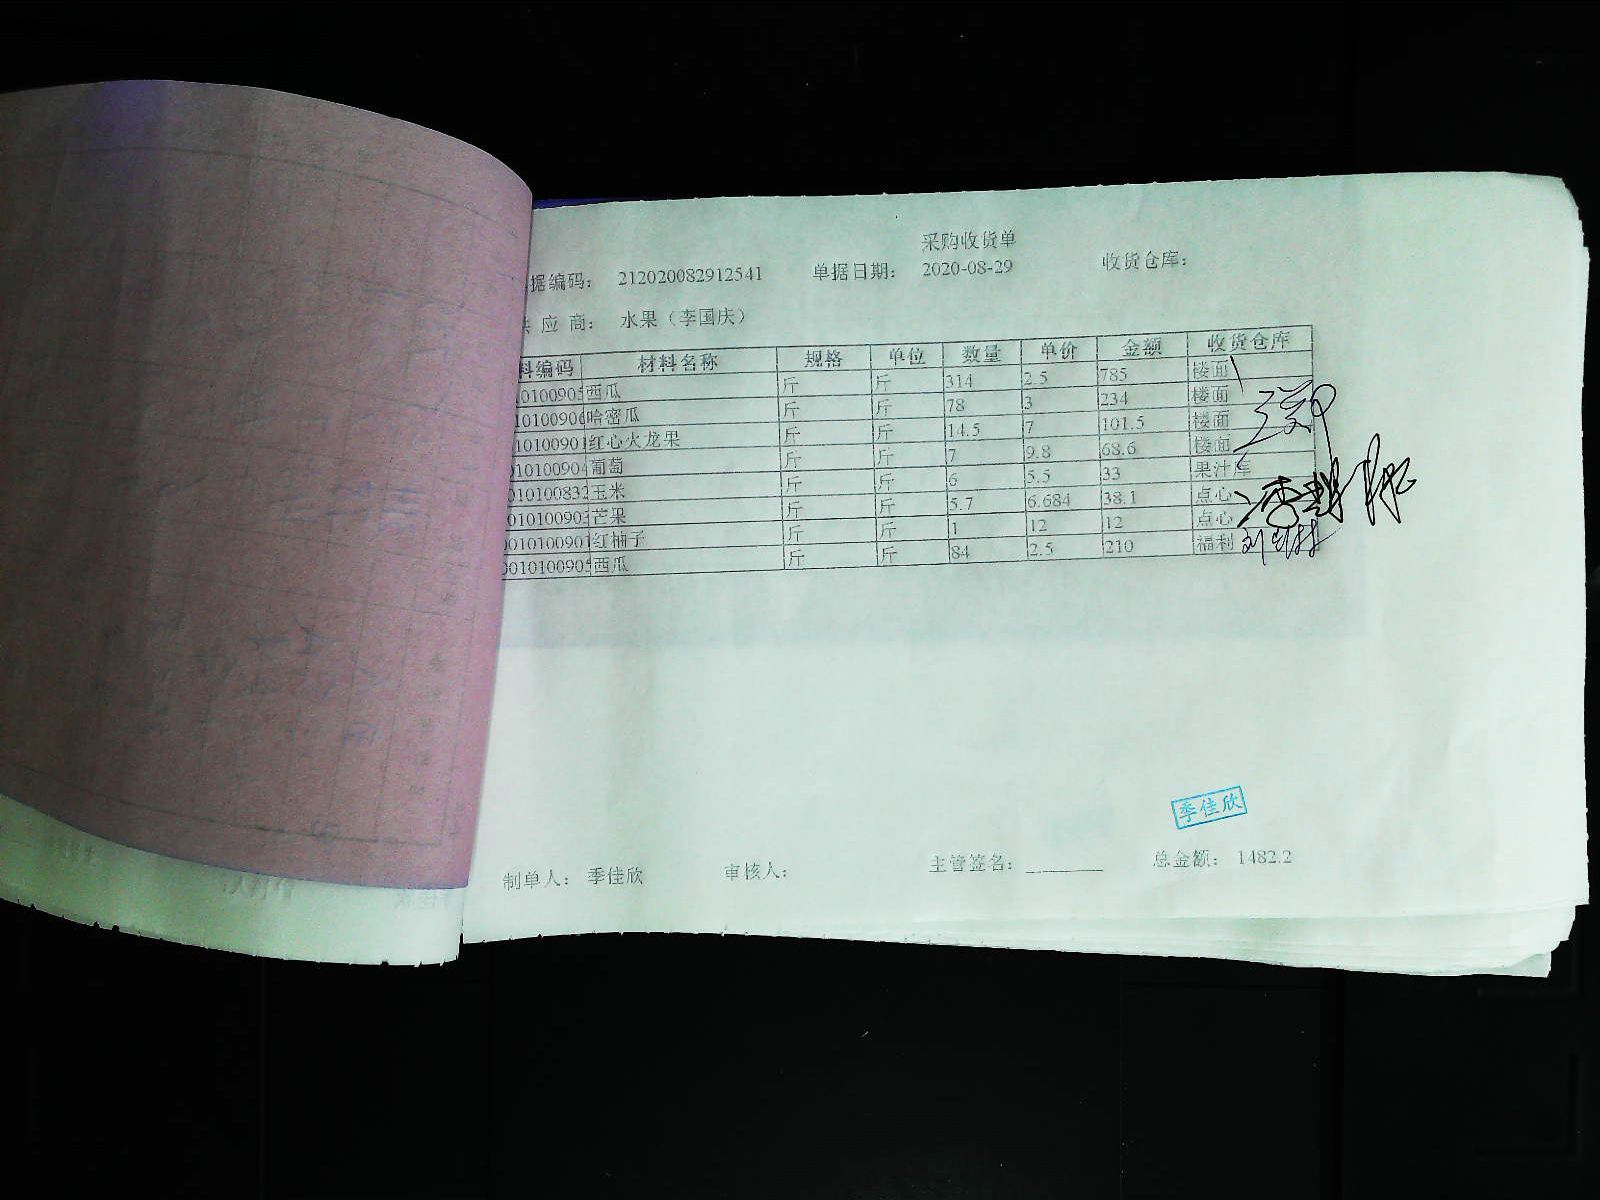 采购收货单
据编码： 212020082912541 单据日期： 2020-08-29 收货仓库：
应 商： 水果（李国庆）
料编码 材料名称 规格 单位 数量 单价 金额 收货仓库
0100905 西瓜 斤 斤 314 2.5 785 楼面
10100906 哈密瓜 斤 斤 78 3 234 楼面
10100901 红心火龙果 斤 斤 14.5 7 101.5 楼面
10100904 葡萄 斤 斤 7 9.8 68.6 楼面
010100832 玉米 斤 斤 6 5.5 33 果汁库
010100903 芒果 斤 斤 5.7 6.684 38.1 点心
0010100901 红柚子 斤 斤 1 12 12 点心
0010100905 西瓜 斤 斤 84 2.5 210 福利
季佳欣
制单人： 季佳欣 审核人： 主管签名： 总金额： 1482.2